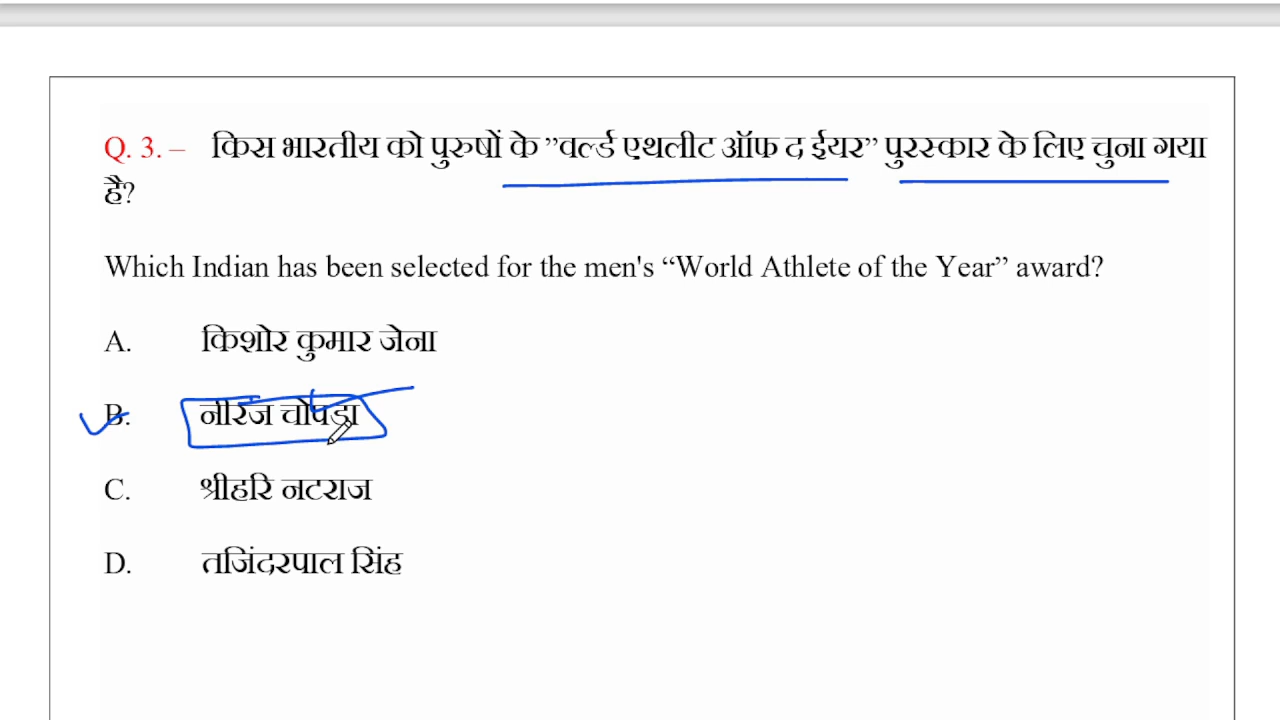 Q. 3. – किस भारतीय को पुरुषों के ”वर्ल्ड एथलीट ऑफ द ईयर” पुरस्कार के लिए चुना गया
है?
Which Indian has been selected for the men's “World Athlete of the Year” award?
A. किशोर कुमार जेना
B. नीरज चोपड़ा
C. श्रीहरि नटराज
D. तजिंदरपाल सिंह